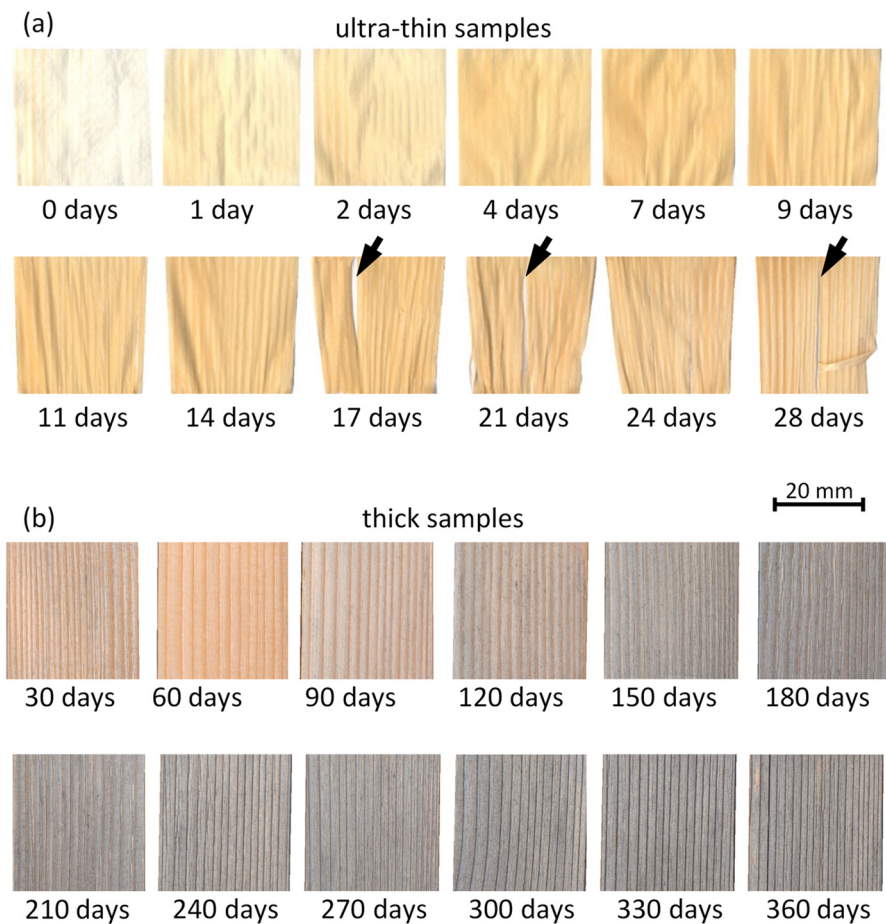 (a)
ultra-thin samples
0 days 1 day 2 days 4 days 7 days 9 days
11 days 14 days 17 days 21 days 24 days 28 days
20 mm
(b) thick samples
30 days 60 days 90 days 120 days 150 days 180 days
210 days 240 days 270 days 300 days 330 days 360 days